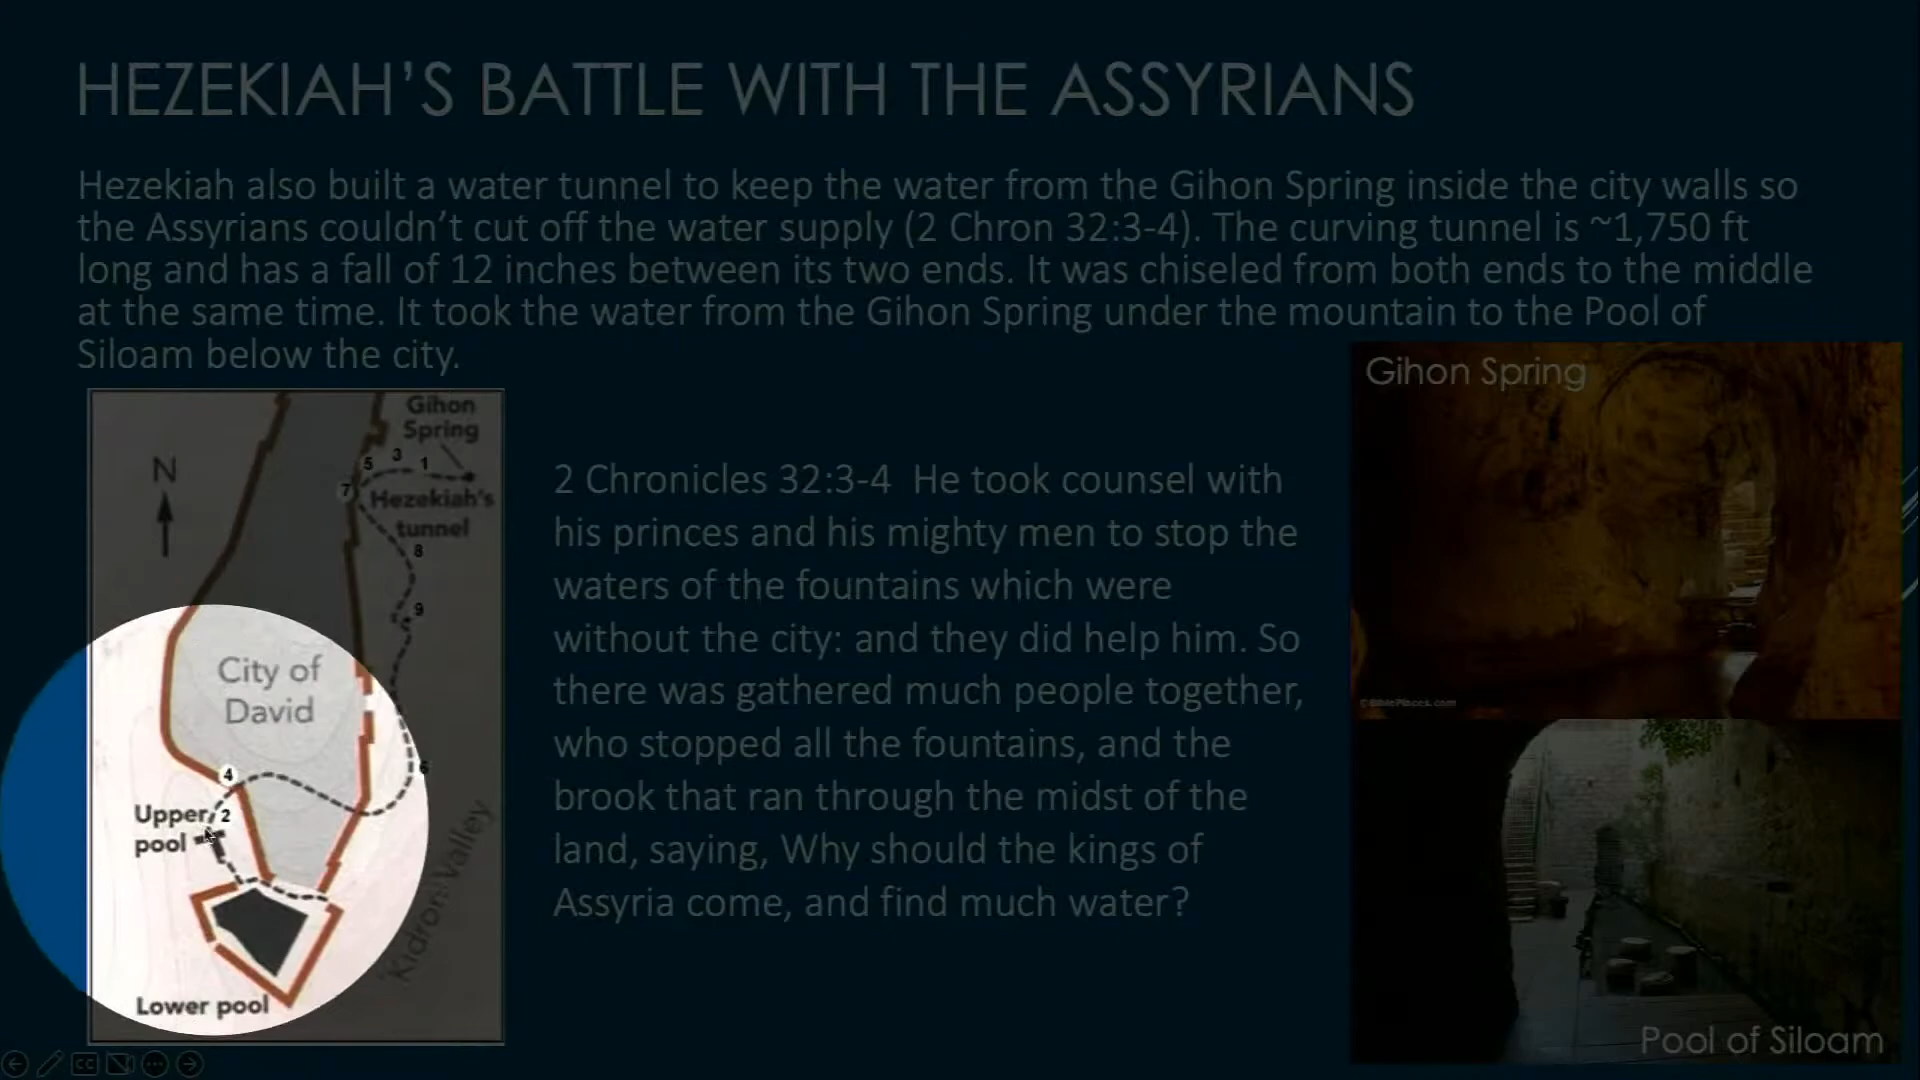 HEZEKIAH'S BATTLE WITH THE ASSYRIANS
Hezekiah also built a water tunnel to keep the water from the Gihon Spring inside the city walls so
the Assyrians couldn't cut off the water supply (2 Chron 32:3-4). The curving tunnel is ~1,750 ft
long and has a fall of 12 inches between its two ends. It was chiseled from both ends to the middle
at the same time. It took the water from the Gihon Spring under the mountain to the Pool of
Siloam below the city.
Gihon
Spring
N
5 3 1
7
Hezekiah's
tunnel
8
9
City of
David
4
6
Upper
pool
2
Kidron Valley
Lower pool
2 Chronicles 32:3-4 He took counsel with
his princes and his mighty men to stop the
waters of the fountains which were
without the city: and they did help him. So
there was gathered much people together,
who stopped all the fountains, and the
brook that ran through the midst of the
land, saying, Why should the kings of
Assyria come, and find much water?
Gihon Spring
©BiblePlaces.com
Pool of Siloam
CC